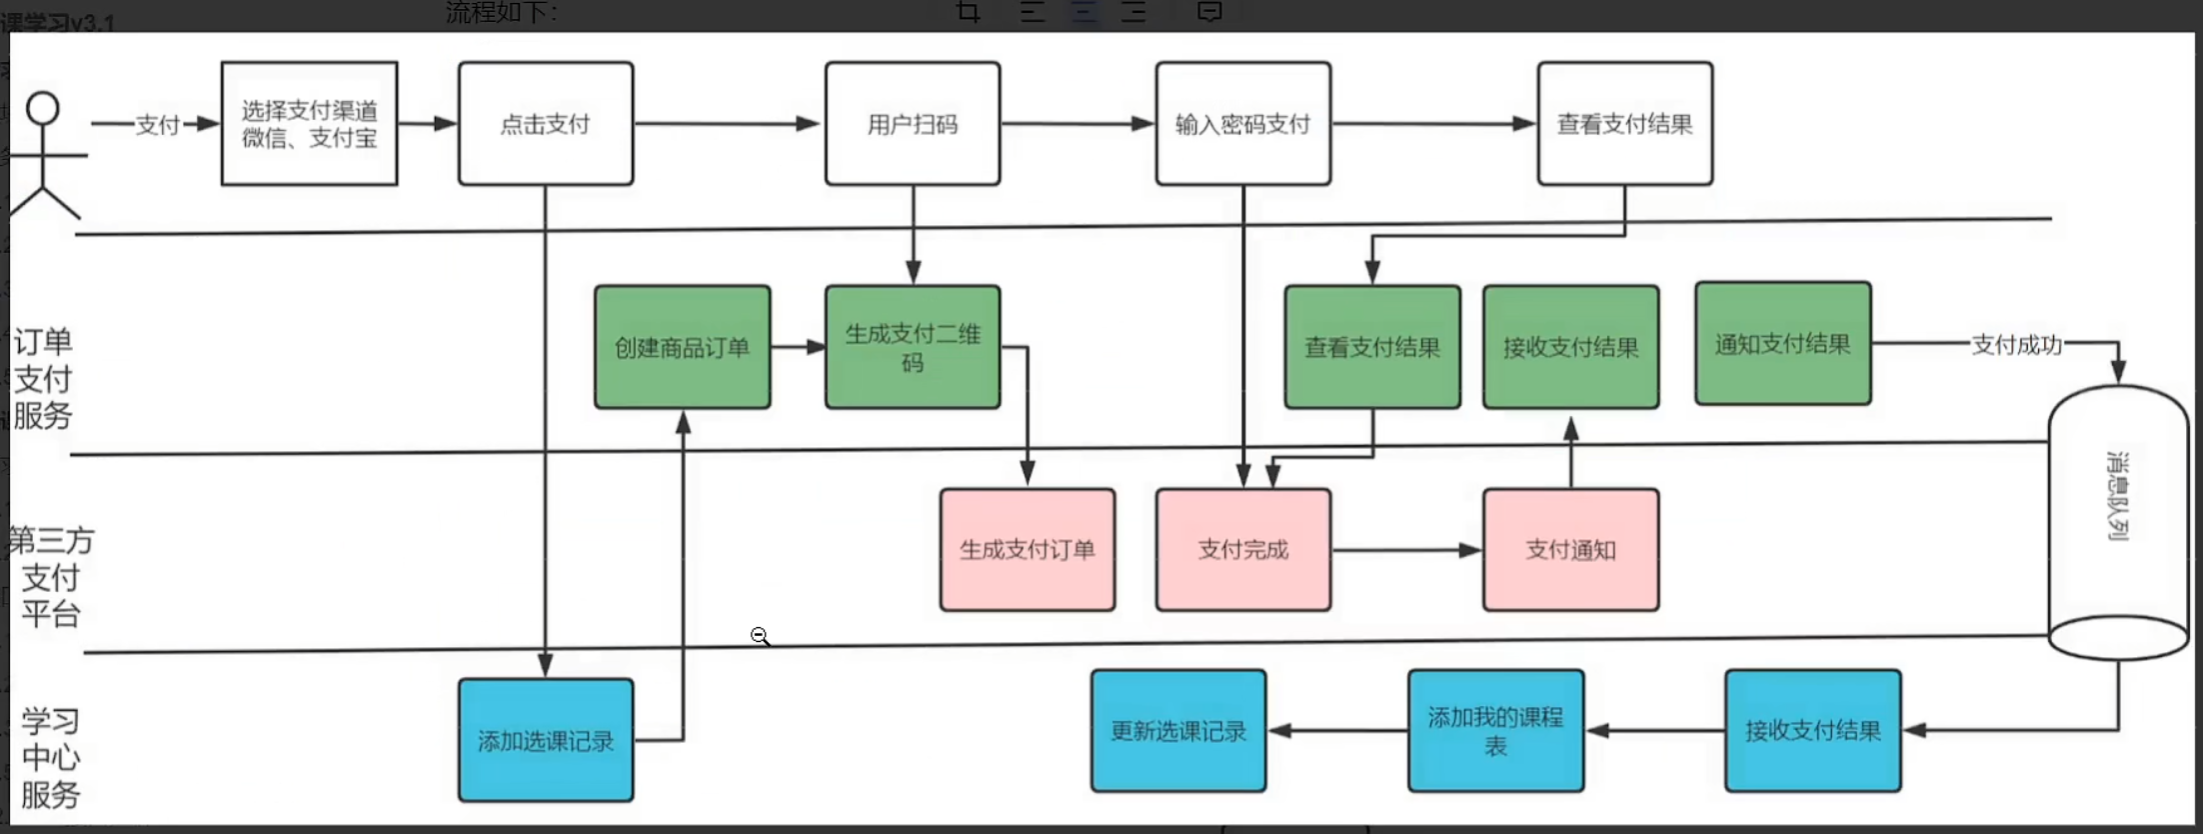 课学习v3.1
流程如下：
支付
选择支付渠道
微信、支付宝
点击支付
用户扫码
输入密码支付
查看支付结果
订单
支付
服务
创建商品订单
生成支付二维
码
查看支付结果
接收支付结果
通知支付结果
支付成功
消息队列
第三方
支付
平台
生成支付订单
支付完成
支付通知
学习
中心
服务
添加选课记录
更新选课记录
添加我的课程
表
接收支付结果